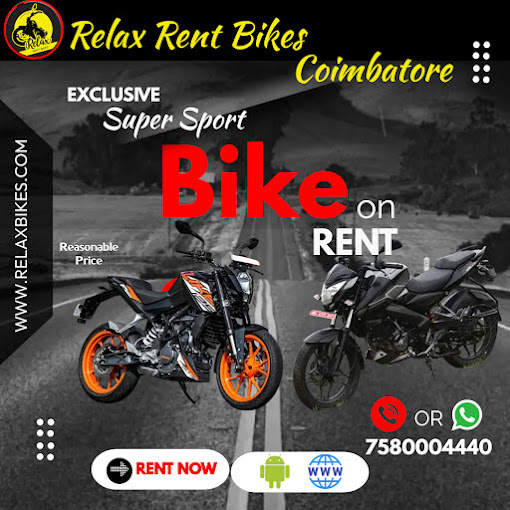 Relax
Relax Rent Bikes
Coimbatore
EXCLUSIVE
Super Sport
Bike on
RENT
WWW.RELAXBIKES.COM
Reasonable
Price
OR
7580004440
RENT NOW
WWW